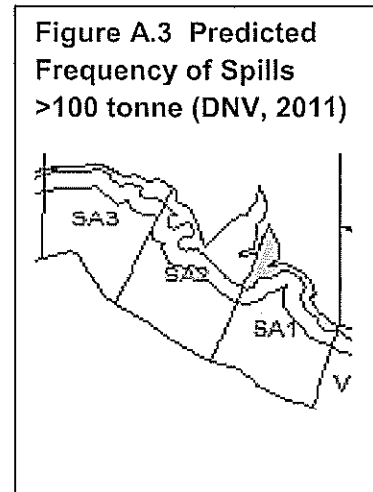 Figure A.3 Predicted
Frequency of Spills
>100 tonne (DNV, 2011)
SA3
SA2
SA1
V